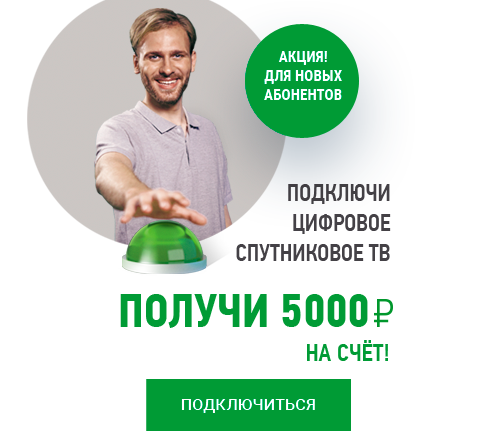 АКЦИЯ!
ДЛЯ НОВЫХ
АБОНЕНТОВ
ПОДКЛЮЧИ
ЦИФРОВОЕ
СПУТНИКОВОЕ ТВ
ПОЛУЧИ 5000₽
НА СЧЁТ!
ПОДКЛЮЧИТЬСЯ